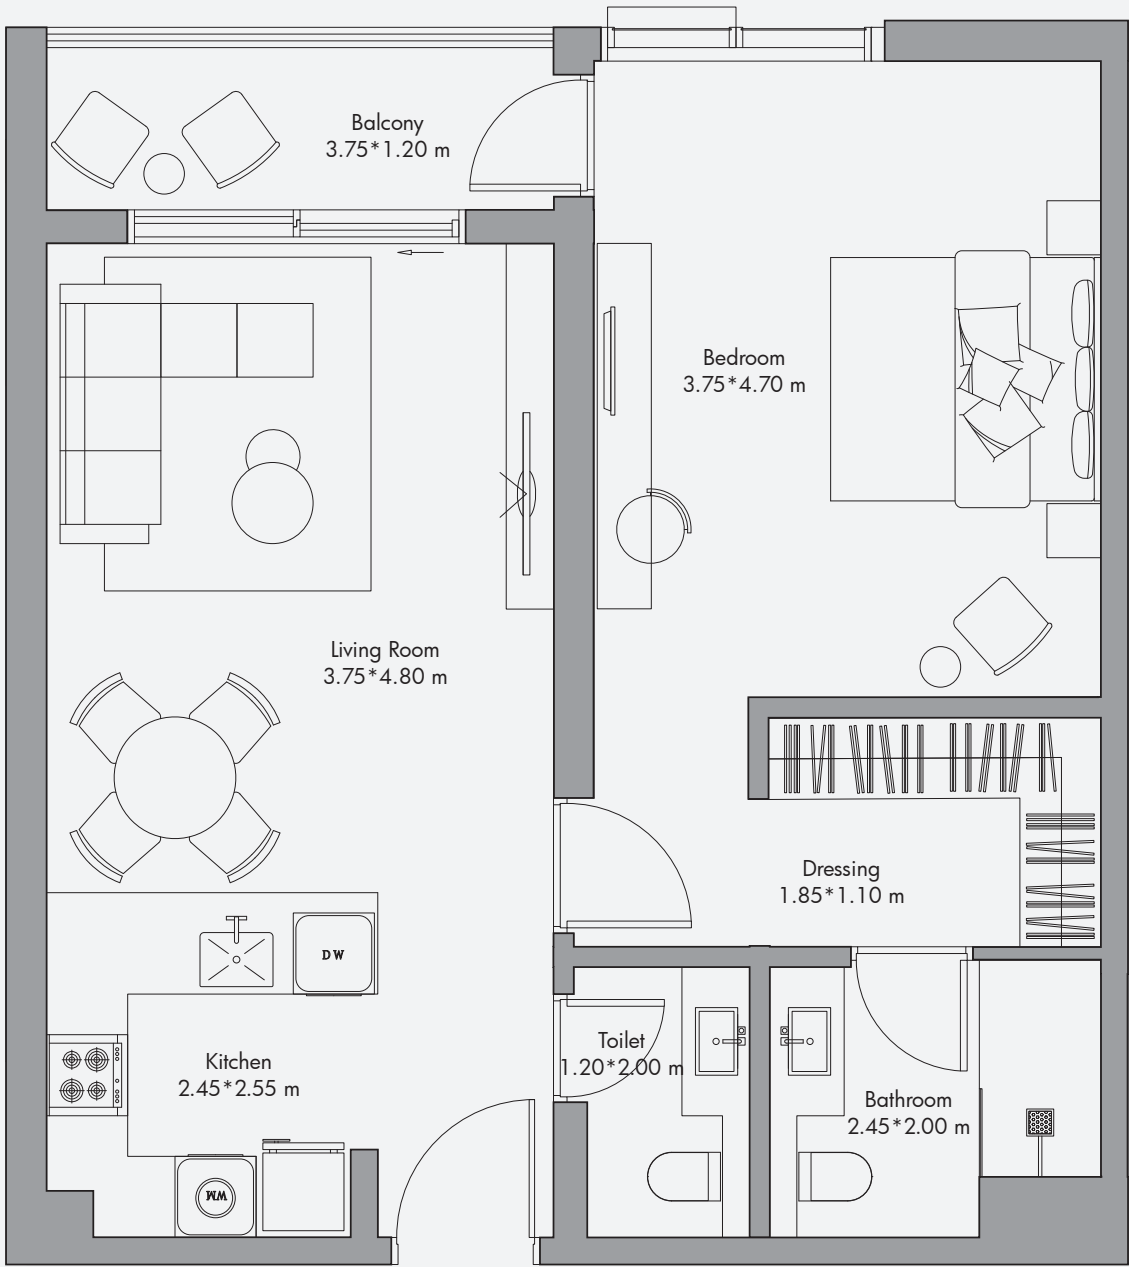 Balcony
3.75*1.20 m
Bedroom
3.75*4.70 m
Living Room
3.75*4.80 m
Dressing
1.85*1.10 m
DW
Kitchen
2.45*2.55 m
Toilet
1.20*2.00 m
Bathroom
2.45*2.00 m
WM